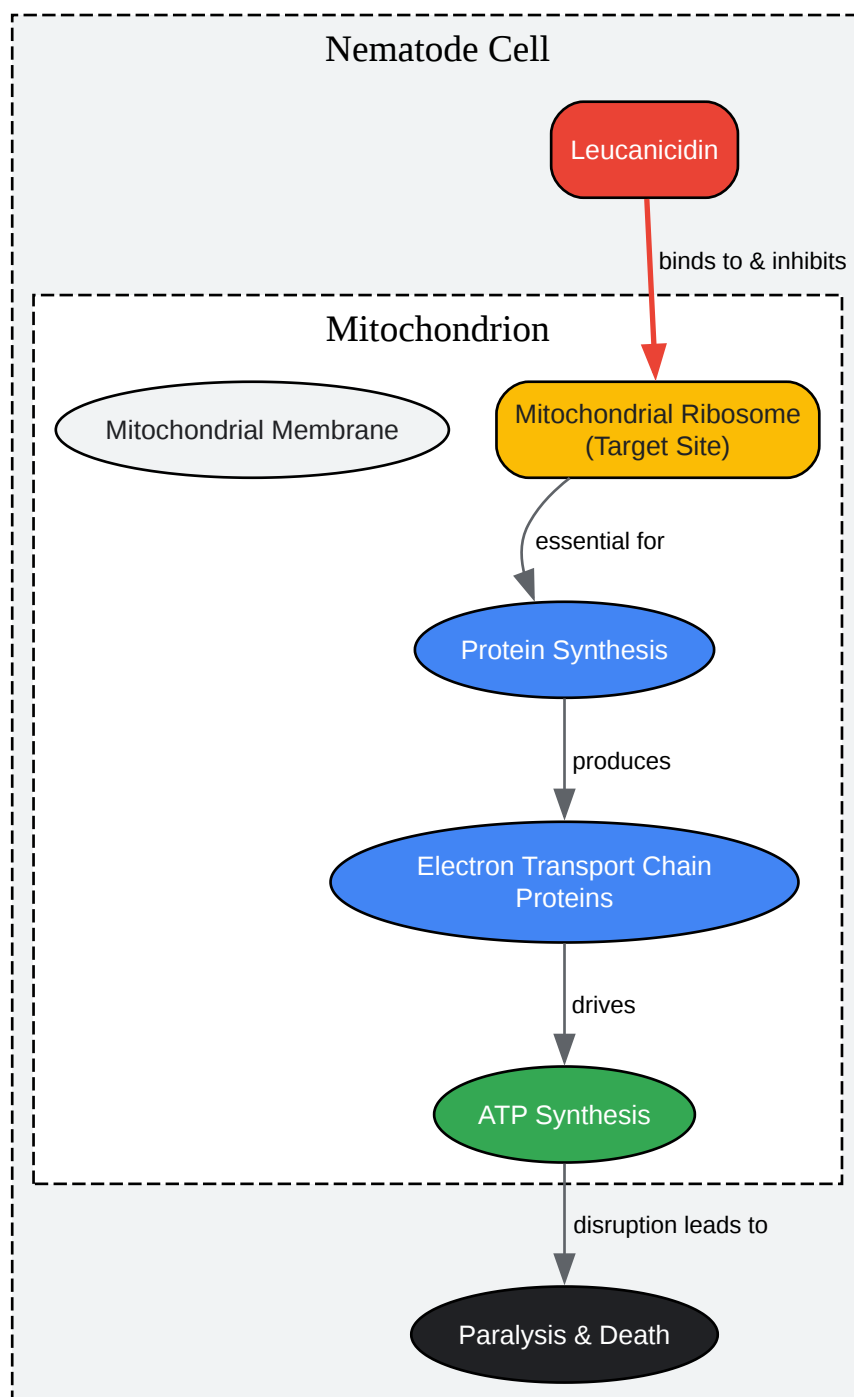 Nematode Cell
Leucanicidin
binds to & inhibits
Mitochondrion
Mitochondrial Membrane
Mitochondrial Ribosome
(Target Site)
essential for
Protein Synthesis
produces
Electron Transport Chain
Proteins
drives
ATP Synthesis
disruption leads to
Paralysis & Death